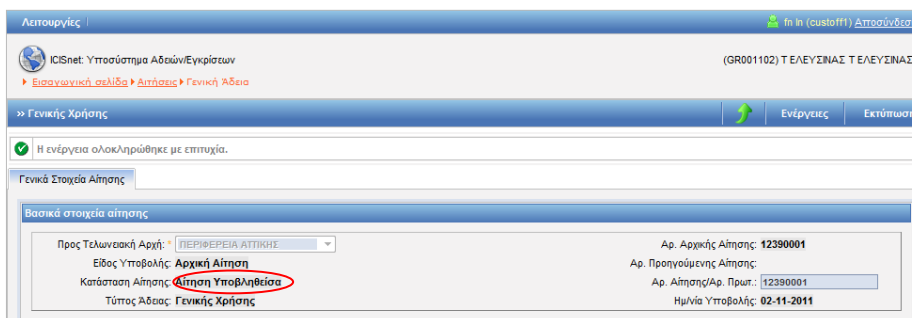 Λειτουργίες
fn ln (custoff1) Αποσύνδεσ
ICISnet: Υποσύστημα Αδειών/Εγκρίσεων
(GR001102) Τ ΕΛΕΥΣΙΝΑΣ Τ ΕΛΕΥΣΙΝΑΣ
Εισαγωγική σελίδα Αιτήσεις Γενική Άδεια
» Γενικής Χρήσης
Ενέργειες
Εκτύπωση
Η ενέργεια ολοκληρώθηκε με επιτυχία.
Γενικά Στοιχεία Αίτησης
Βασικά στοιχεία αίτησης
Προς Τελωνειακή Αρχή: * ΠΕΡΙΦΕΡΕΙΑ ΑΤΤΙΚΗΣ
Αρ. Αρχικής Αίτησης: 12390001
Είδος Υποβολής: Αρχική Αίτηση
Αρ. Προηγούμενης Αίτησης:
Κατάσταση Αίτησης: Αίτηση Υποβληθείσα
Αρ. Αίτησης/Αρ. Πρωτ.: 12390001
Τύπος Άδειας: Γενικής Χρήσης
Ημ/νία Υποβολής: 02-11-2011